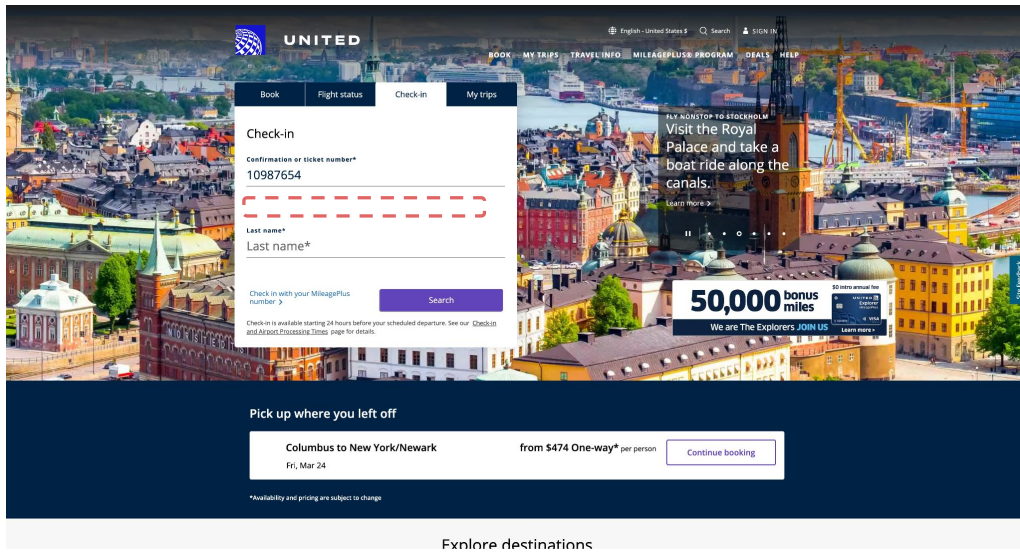 UNITED
English - United States $ Search SIGN IN
BOOK MY TRIPS TRAVEL INFO MILEAGEPLUS® PROGRAM DEALS HELP
Book Flight status Check-in My trips
Check-in
Confirmation or ticket number*
10987654
Last name*
Last name*
Check in with your MileagePlus
number >
Search
Check-in is available starting 24 hours before your scheduled departure. See our Check-in
and Airport Processing Times page for details.
FLY NONSTOP TO STOCKHOLM
Visit the Royal
Palace and take a
boat ride along the
canals.
Learn more >
50,000 bonus
miles
We are The Explorers JOIN US
$0 intro annual fee
UNITED
Explorer
VISA
Learn more >
Site Feedback
Pick up where you left off
Columbus to New York/Newark
Fri, Mar 24
from $474 One-way* per person
Continue booking
*Availability and pricing are subject to change
Explore destinations